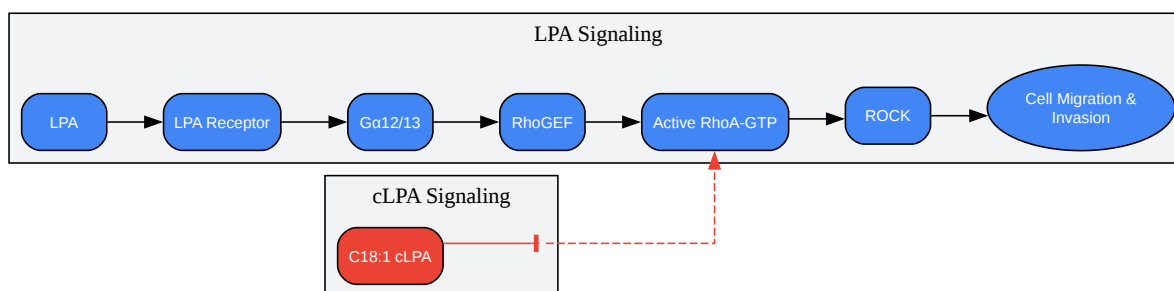 LPA Signaling
LPA
LPA Receptor
Gα12/13
RhoGEF
Active RhoA-GTP
ROCK
Cell Migration &
Invasion
cLPA Signaling
C18:1 cLPA